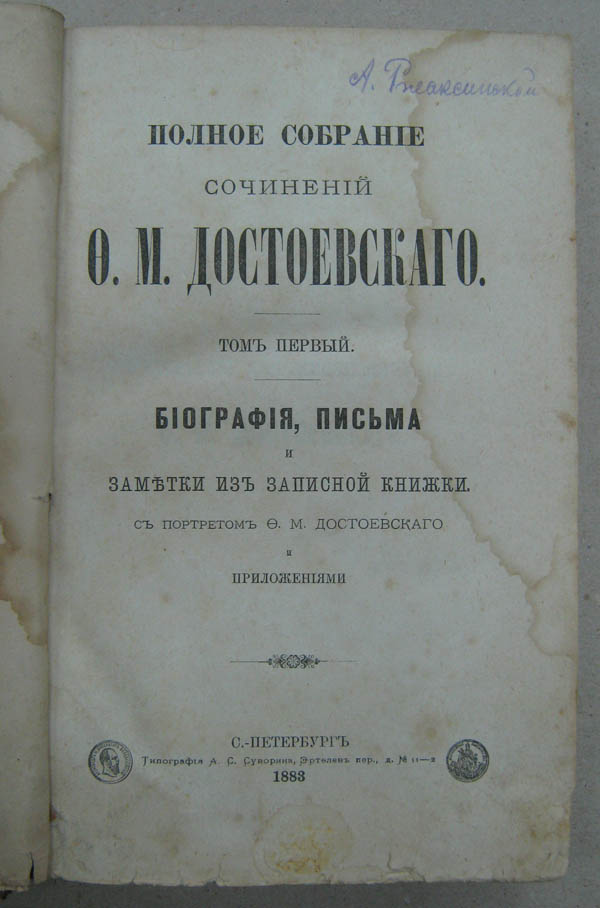 А.
ПОЛНОЕ СОБРАНІЕ
СОЧИНЕНІЙ
Ѳ. М. ДОСТОЕВСКАГО.
ТОМЪ ПЕРВЫЙ.
БІОГРАФІЯ, ПИСЬМА
И
ЗАМѢТКИ ИЗЪ ЗАПИСНОЙ КНИЖКИ.
СЪ ПОРТРЕТОМЪ Ѳ. М. ДОСТОЕВСКАГО
И
ПРИЛОЖЕНІЯМИ
С.-ПЕТЕРБУРГЪ
Типографія А. С. Суворина, Эртелевъ пер., д. № 11—2
1883